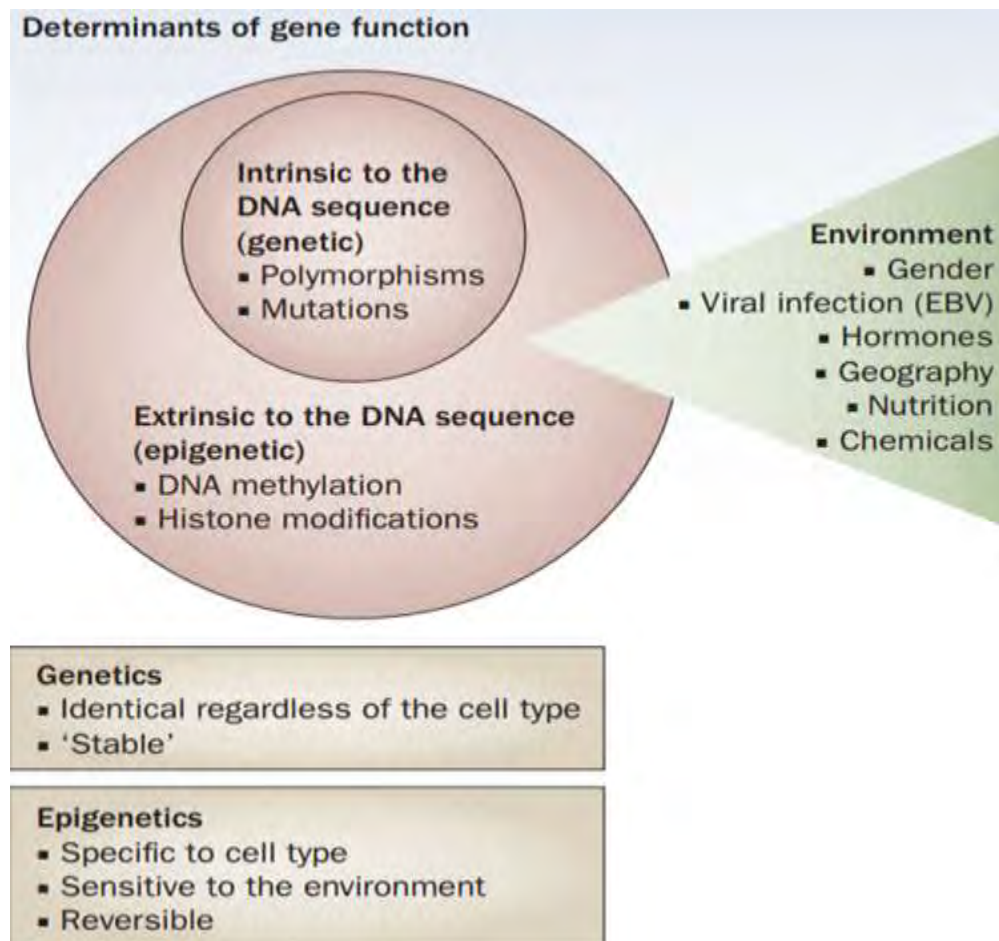 Determinants of gene function
Intrinsic to the
DNA sequence
(genetic)
▪ Polymorphisms
▪ Mutations
Extrinsic to the DNA sequence
(epigenetic)
▪ DNA methylation
▪ Histone modifications
Environment
▪ Gender
▪ Viral infection (EBV)
▪ Hormones
▪ Geography
▪ Nutrition
▪ Chemicals
Genetics
▪ Identical regardless of the cell type
▪ ‘Stable’
Epigenetics
▪ Specific to cell type
▪ Sensitive to the environment
▪ Reversible